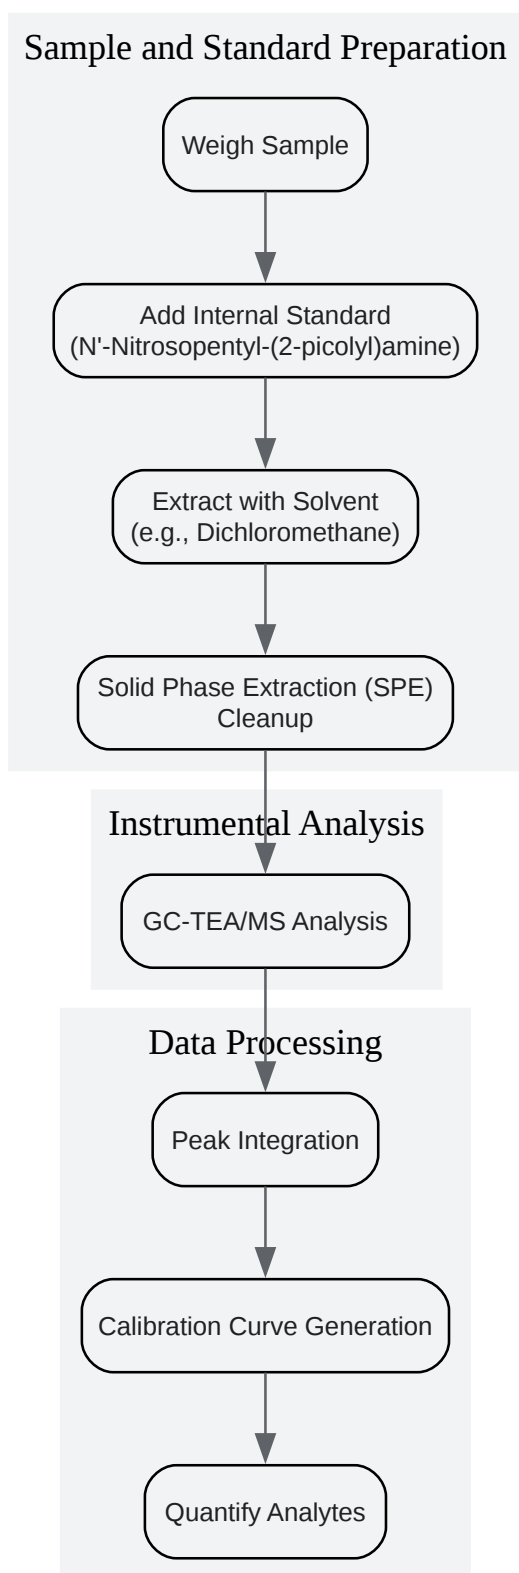 Sample and Standard Preparation
Weigh Sample
Add Internal Standard
(N'-Nitrosopentyl-(2-picolyl)amine)
Extract with Solvent
(e.g., Dichloromethane)
Solid Phase Extraction (SPE)
Cleanup
Instrumental Analysis
GC-TEA/MS Analysis
Data Processing
Peak Integration
Calibration Curve Generation
Quantify Analytes